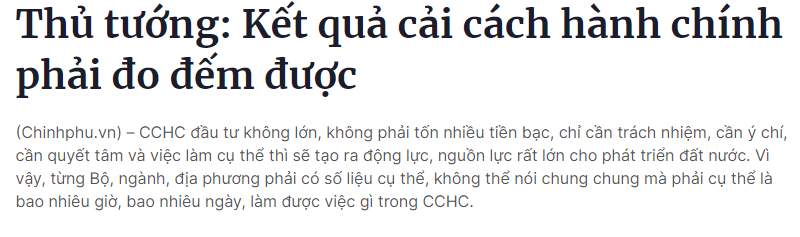 Thủ tướng: Kết quả cải cách hành chính
phải đo đếm được
(Chinhphu.vn) – CCHC đầu tư không lớn, không phải tốn nhiều tiền bạc, chỉ cần trách nhiệm, cần ý chí,
cần quyết tâm và việc làm cụ thể thì sẽ tạo ra động lực, nguồn lực rất lớn cho phát triển đất nước. Vì
vậy, từng Bộ, ngành, địa phương phải có số liệu cụ thể, không thể nói chung chung mà phải cụ thể là
bao nhiêu giờ, bao nhiêu ngày, làm được việc gì trong CCHC.